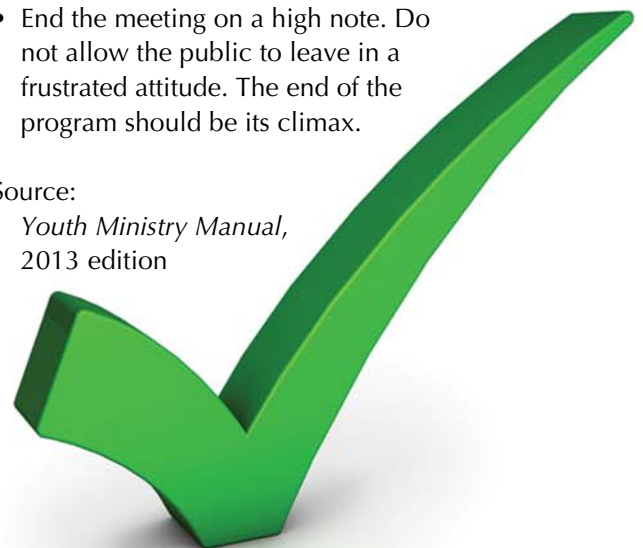 • End the meeting on a high note. Do
not allow the public to leave in a
frustrated attitude. The end of the
program should be its climax.
Source:
Youth Ministry Manual,
2013 edition